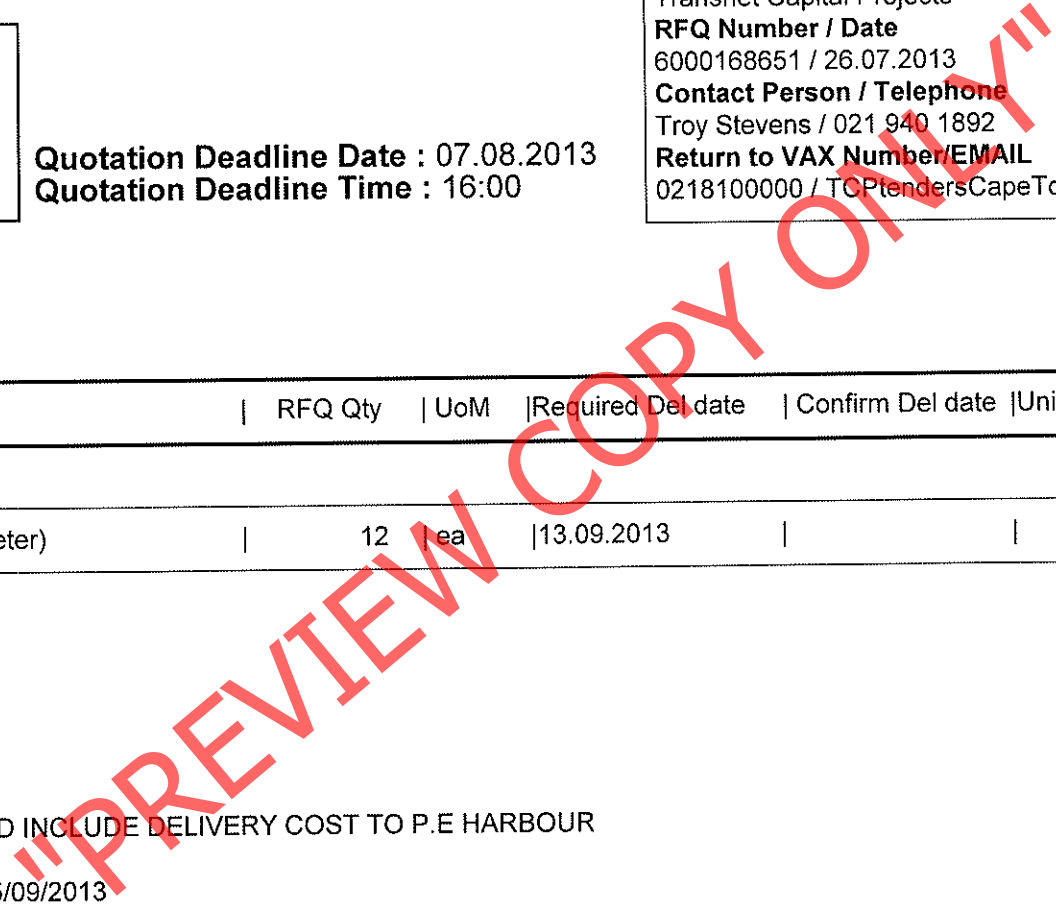 Transnet Capital Projects
RFQ Number / Date
6000168651 / 26.07.2013
Contact Person / Telephone
Troy Stevens / 021 940 1892
Quotation Deadline Date : 07.08.2013
Return to VAX Number/EMAIL
Quotation Deadline Time : 16:00
0218100000 / TCPtendersCapeTo
| RFQ Qty | UoM |Required Del date | Confirm Del date |Uni
eter) | 12 | ea |13.09.2013 | |
D INCLUDE DELIVERY COST TO P.E HARBOUR
/09/2013
"PREVIEW COPY ONLY"